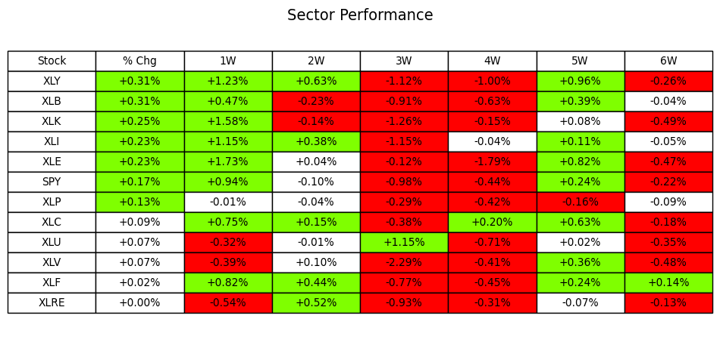 Sector Performance
Stock % Chg 1W 2W 3W 4W 5W 6W
XLY +0.31% +1.23% +0.63% -1.12% -1.00% +0.96% -0.26%
XLB +0.31% +0.47% -0.23% -0.91% -0.63% +0.39% -0.04%
XLK +0.25% +1.58% -0.14% -1.26% -0.15% +0.08% -0.49%
XLI +0.23% +1.15% +0.38% -1.15% -0.04% +0.11% -0.05%
XLE +0.23% +1.73% +0.04% -0.12% -1.79% +0.82% -0.47%
SPY +0.17% +0.94% -0.10% -0.98% -0.44% +0.24% -0.22%
XLP +0.13% -0.01% -0.04% -0.29% -0.42% -0.16% -0.09%
XLC +0.09% +0.75% +0.15% -0.38% +0.20% +0.63% -0.18%
XLU +0.07% -0.32% -0.01% +1.15% -0.71% +0.02% -0.35%
XLV +0.07% -0.39% +0.10% -2.29% -0.41% +0.36% -0.48%
XLF +0.02% +0.82% +0.44% -0.77% -0.45% +0.24% +0.14%
XLRE +0.00% -0.54% +0.52% -0.93% -0.31% -0.07% -0.13%